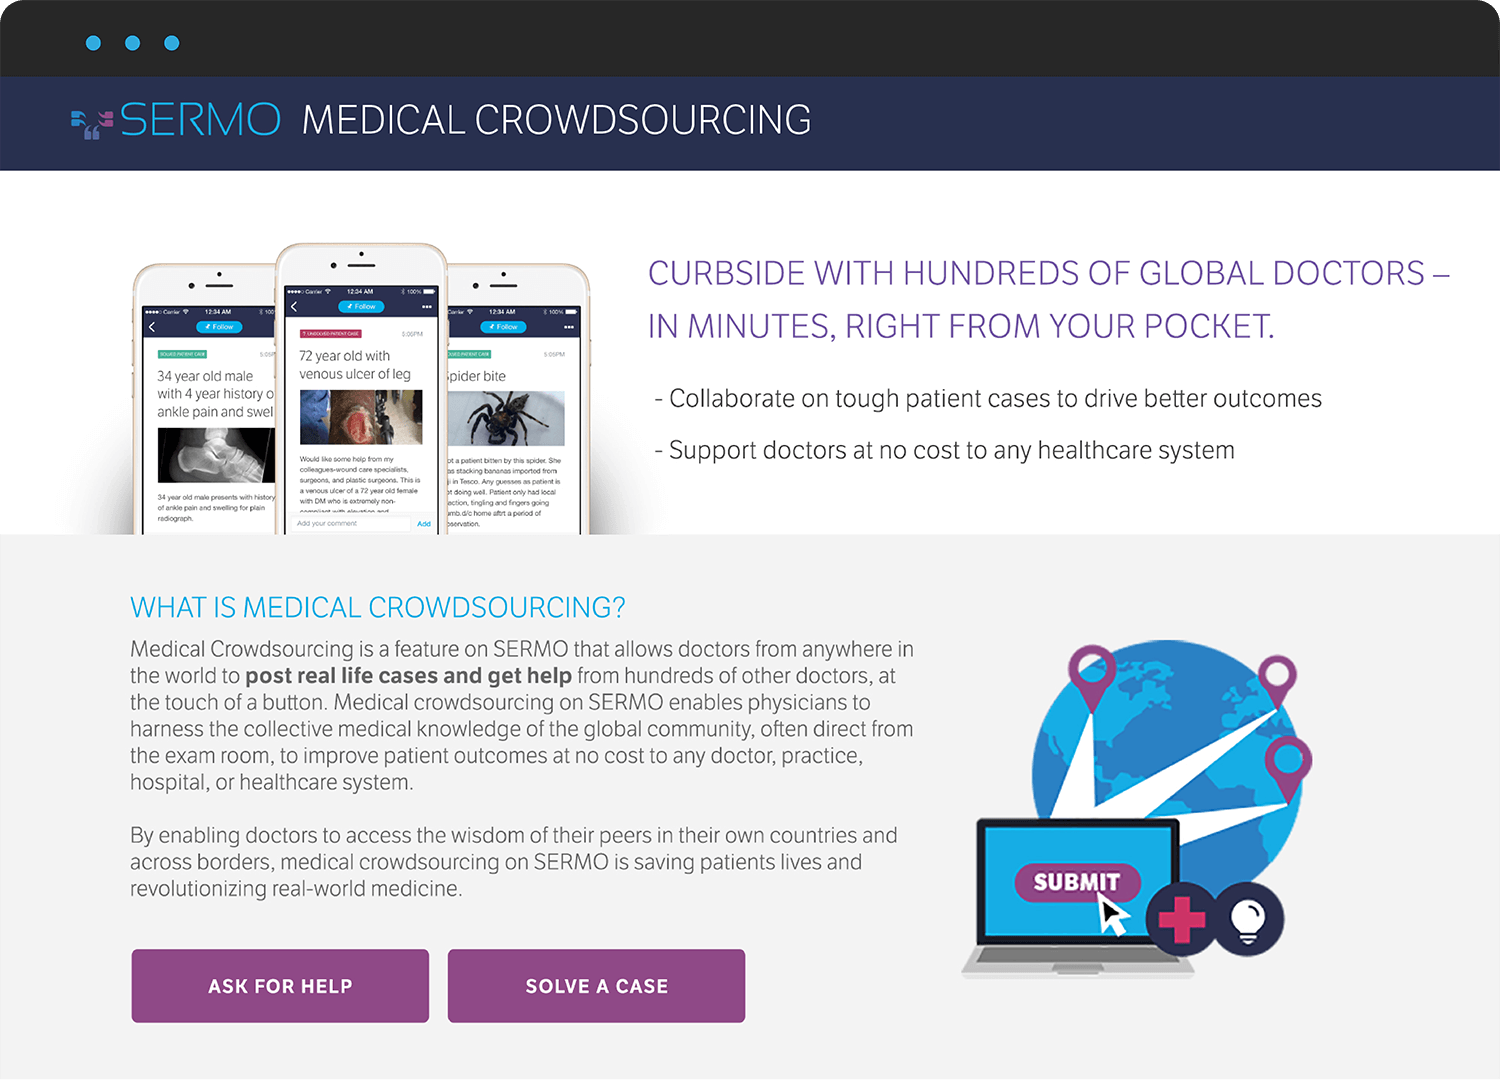 SERMO MEDICAL CROWDSOURCING
CURBSIDE WITH HUNDREDS OF GLOBAL DOCTORS –
IN MINUTES, RIGHT FROM YOUR POCKET.
- Collaborate on tough patient cases to drive better outcomes
- Support doctors at no cost to any healthcare system
Carrier 12:34 AM 100
Follow
SOLVED PATIENT CASE 5:05P
34 year old male
with 4 year history o
ankle pain and swel
34 year old male presents with history
of ankle pain and swelling for plain
radiograph.
Carrier 12:34 AM 100%
Follow
? UNSOLVED PATIENT CASE 5:05PM
72 year old with
venous ulcer of leg
Would like some help from my
colleagues-wound care specialists,
surgeons, and plastic surgeons. This is
a venous ulcer of a 72 year old female
with DM who is extremely non-
compliant with elevation and
Add your comment Add
Carrier 12:34 AM 100%
Follow
SOLVED PATIENT CASE 5:05PM
pider bite
ot a patient bitten by this spider. She
as stacking bananas imported from
ji in Tesco. Any guesses as patient is
t doing well. Patient only had local
action, tingling and fingers going
umb.d/c home aftrt a period of
bservation.
WHAT IS MEDICAL CROWDSOURCING?
Medical Crowdsourcing is a feature on SERMO that allows doctors from anywhere in
the world to post real life cases and get help from hundreds of other doctors, at
the touch of a button. Medical crowdsourcing on SERMO enables physicians to
harness the collective medical knowledge of the global community, often direct from
the exam room, to improve patient outcomes at no cost to any doctor, practice,
hospital, or healthcare system.
By enabling doctors to access the wisdom of their peers in their own countries and
across borders, medical crowdsourcing on SERMO is saving patients lives and
revolutionizing real-world medicine.
SUBMIT
ASK FOR HELP
SOLVE A CASE